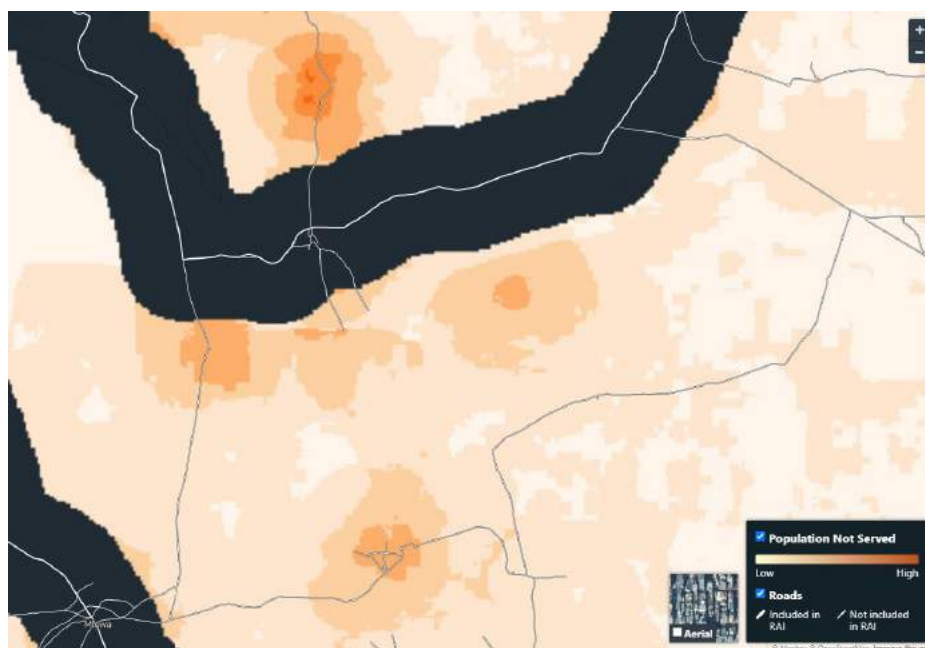 +
−
Population Not Served
Low High
Roads
Included in RAI
Not included in RAI
Aerial